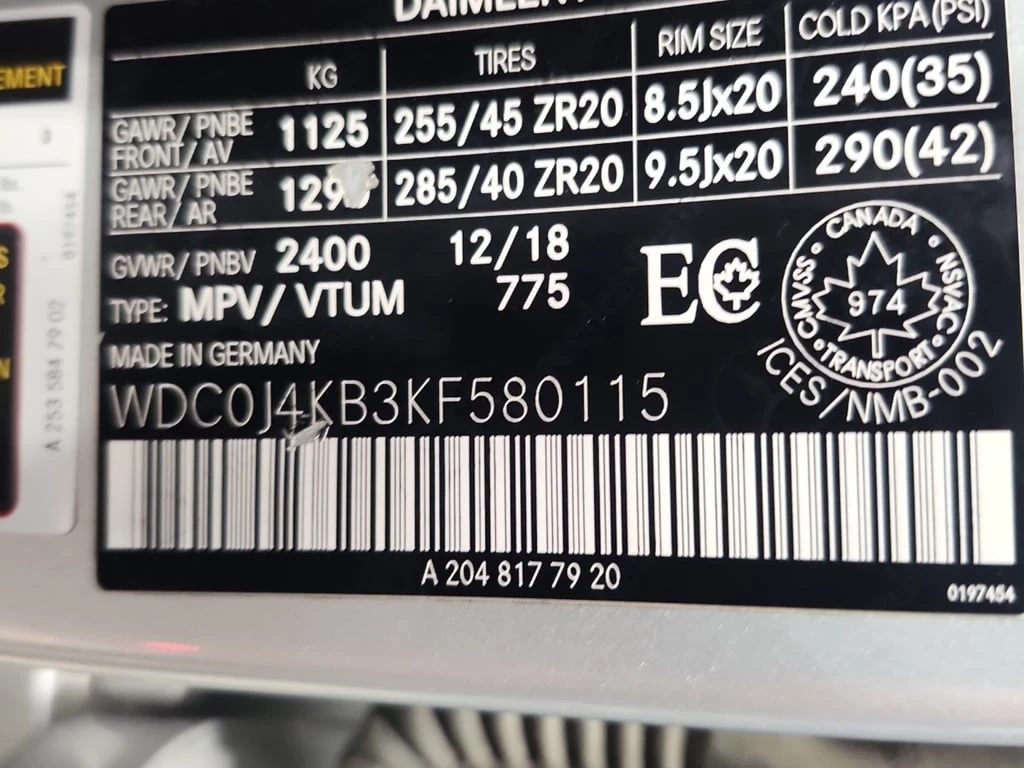 KG TIRES RIM SIZE COLD KPA(PSI)
GAWR/ PNBE FRONT/ AV 1125 255/45 ZR20 8.5Jx20 240(35)
GAWR/ PNBE REAR/ AR 285/40 ZR20 9.5Jx20 290(42)
GVWR/ PNBV 2400 12/18
TYPE: MPV/ VTUM 775
EC
CANADA
NSVAC
TRANSPORT
CMVSS
974
ICES/NMB-002
MADE IN GERMANY
WDC0J4KB3KF580115
A 204 817 79 20
0197454
A 253 584 79 02
0197454